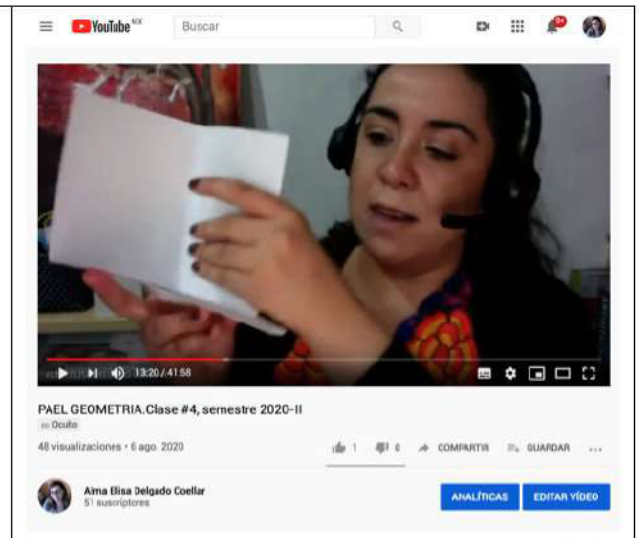 YouTube MX
Buscar
9+
13:20 / 41:58
PAEL GEOMETRIA.Clase #4, semestre 2020-II
Oculto
48 visualizaciones • 6 ago. 2020
1
0
COMPARTIR
GUARDAR
Alma Elisa Delgado Coellar
51 suscriptores
ANALÍTICAS
EDITAR VÍDEO